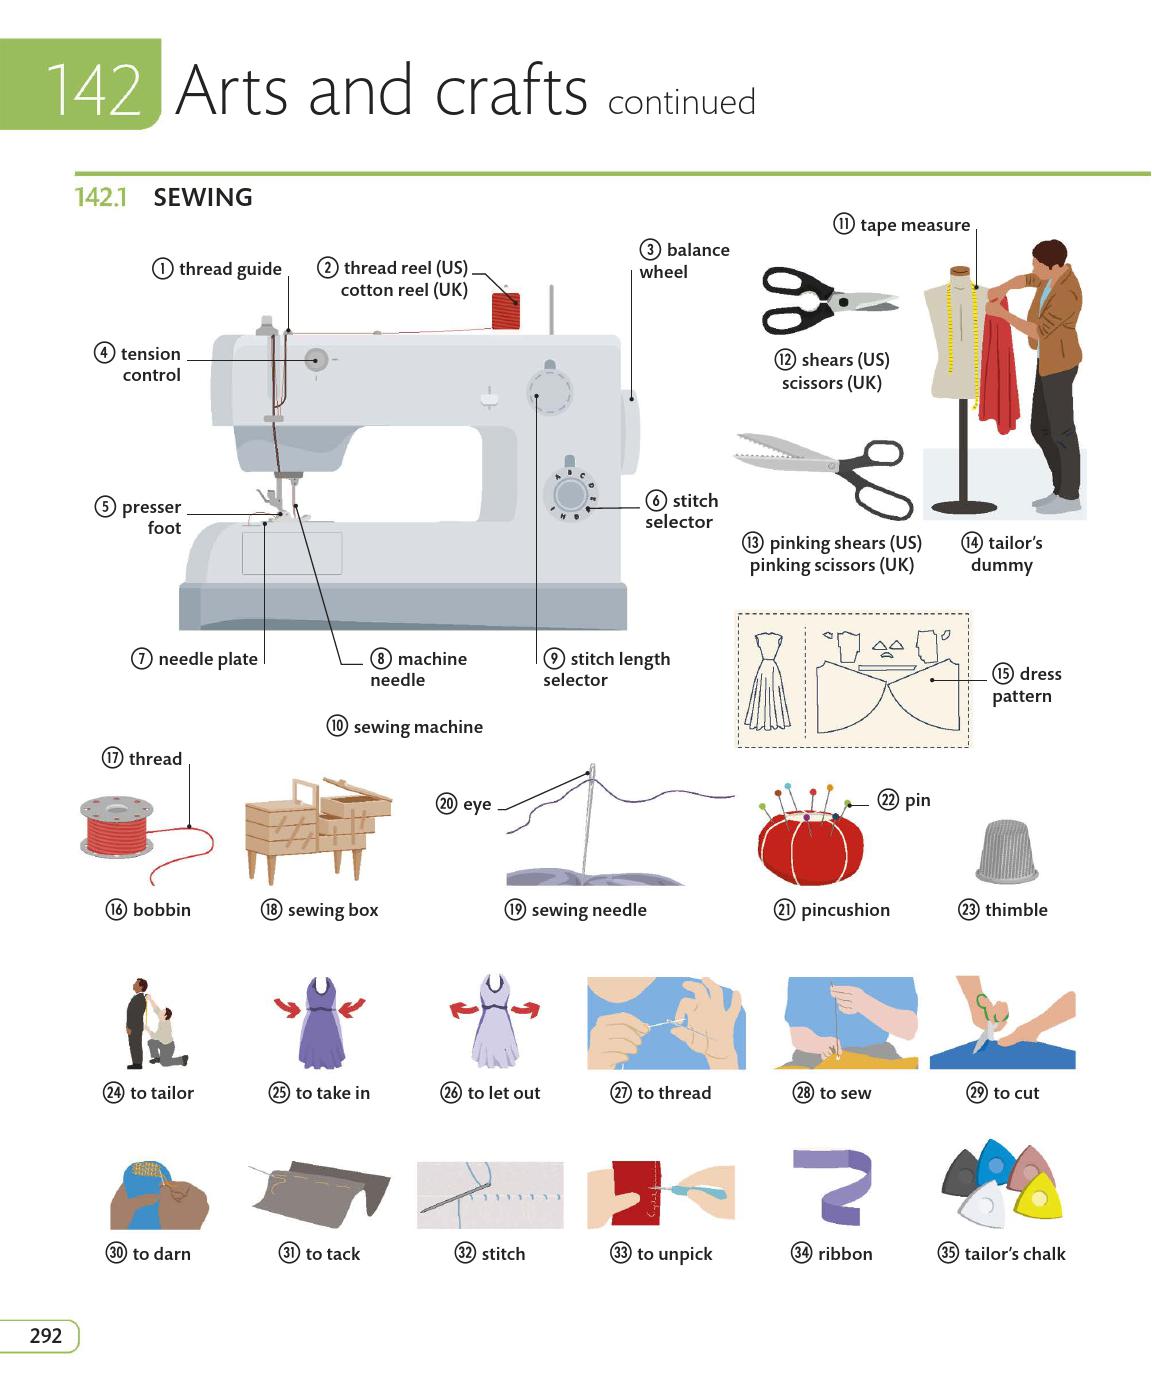 142 Arts and crafts continued
142.1 SEWING
1 thread guide
2 thread reel (US)
cotton reel (UK)
3 balance
wheel
4 tension
control
5 presser
foot
6 stitch
selector
7 needle plate
8 machine
needle
9 stitch length
selector
10 sewing machine
11 tape measure
12 shears (US)
scissors (UK)
13 pinking shears (US)
pinking scissors (UK)
14 tailor's
dummy
15 dress
pattern
17 thread
16 bobbin
18 sewing box
20 eye
19 sewing needle
22 pin
21 pincushion
23 thimble
24 to tailor
25 to take in
26 to let out
27 to thread
28 to sew
29 to cut
30 to darn
31 to tack
32 stitch
33 to unpick
34 ribbon
35 tailor's chalk
292